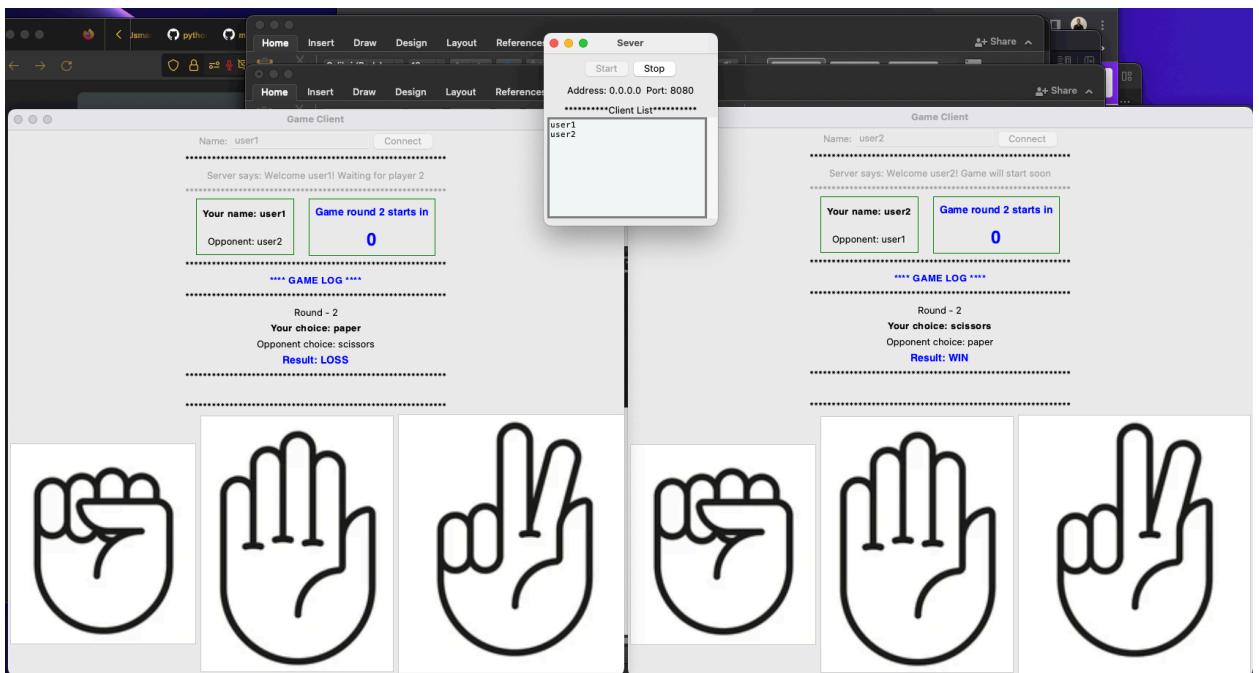 Jsma
pytho
m
Home Insert Draw Design Layout References
Share
Home Insert Draw Design Layout References
Share
Sever
Start Stop
Address: 0.0.0.0 Port: 8080
**********Client List**********
user1
user2
Game Client
Name: user1 Connect
Server says: Welcome user1! Waiting for player 2
Your name: user1
Opponent: user2
Game round 2 starts in
0
**** GAME LOG ****
Round - 2
Your choice: paper
Opponent choice: scissors
Result: LOSS
Game Client
Name: user2 Connect
Server says: Welcome user2! Game will start soon
Your name: user2
Opponent: user1
Game round 2 starts in
0
**** GAME LOG ****
Round - 2
Your choice: scissors
Opponent choice: paper
Result: WIN